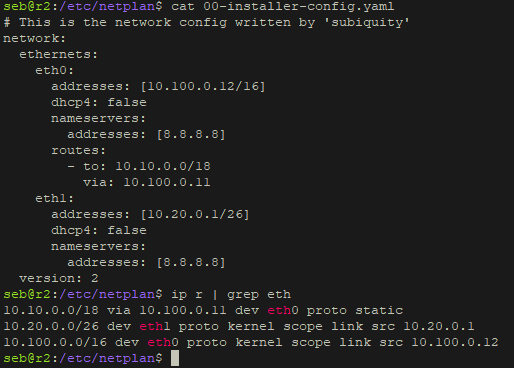 seb@r2:/etc/netplan$ cat 00-installer-config.yaml
# This is the network config written by 'subiquity'
network:
  ethernets:
    eth0:
      addresses: [10.100.0.12/16]
      dhcp4: false
      nameservers:
        addresses: [8.8.8.8]
      routes:
        - to: 10.10.0.0/18
          via: 10.100.0.11
    eth1:
      addresses: [10.20.0.1/26]
      dhcp4: false
      nameservers:
        addresses: [8.8.8.8]
  version: 2
seb@r2:/etc/netplan$ ip r | grep eth
10.10.0.0/18 via 10.100.0.11 dev eth0 proto static
10.20.0.0/26 dev eth1 proto kernel scope link src 10.20.0.1
10.100.0.0/16 dev eth0 proto kernel scope link src 10.100.0.12
seb@r2:/etc/netplan$